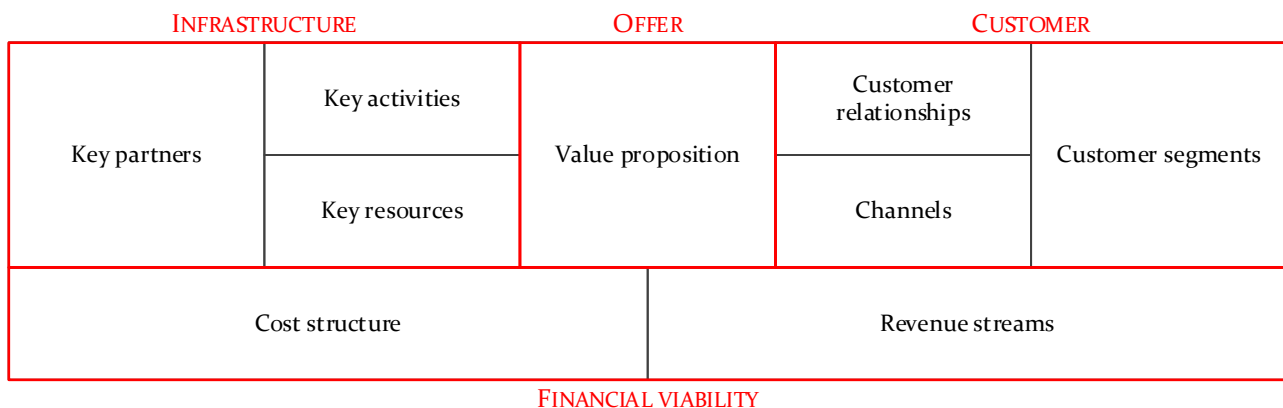 INFRASTRUCTURE
OFFER
CUSTOMER
Key partners
Key activities
Key resources
Value proposition
Customer
relationships
Channels
Customer segments
Cost structure
Revenue streams
FINANCIAL VIABILITY